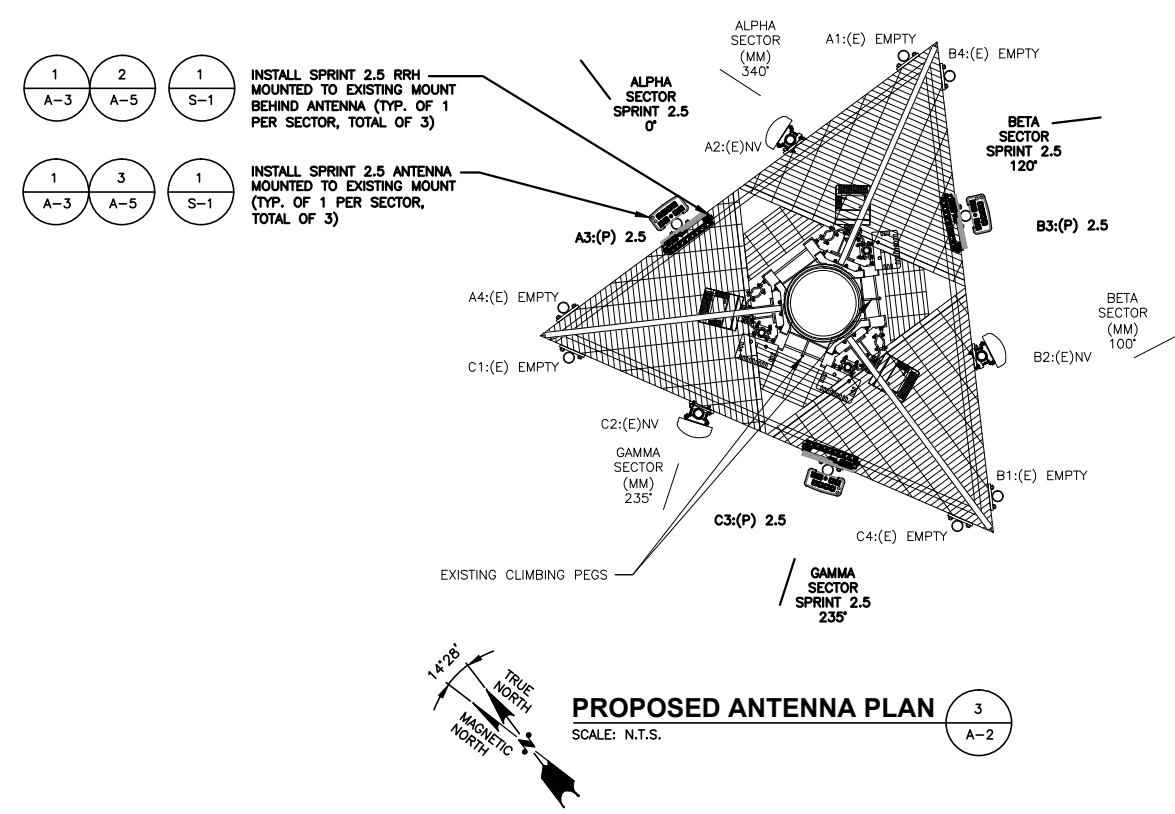 1
A-3
2
A-5
1
S-1
INSTALL SPRINT 2.5 RRH
MOUNTED TO EXISTING MOUNT
BEHIND ANTENNA (TYP. OF 1
PER SECTOR, TOTAL OF 3)
1
A-3
3
A-5
1
S-1
INSTALL SPRINT 2.5 ANTENNA
MOUNTED TO EXISTING MOUNT
(TYP. OF 1 PER SECTOR,
TOTAL OF 3)
ALPHA
SECTOR
(MM)
340°
A1:(E) EMPTY
B4:(E) EMPTY
ALPHA
SECTOR
SPRINT 2.5
0°
A2:(E)NV
BETA
SECTOR
SPRINT 2.5
120°
A3:(P) 2.5
B3:(P) 2.5
A4:(E) EMPTY
BETA
SECTOR
(MM)
100°
C1:(E) EMPTY
B2:(E)NV
C2:(E)NV
GAMMA
SECTOR
(MM)
235°
B1:(E) EMPTY
C3:(P) 2.5
C4:(E) EMPTY
EXISTING CLIMBING PEGS
GAMMA
SECTOR
SPRINT 2.5
235°
14°28'
TRUE
NORTH
MAGNETIC
NORTH
PROPOSED ANTENNA PLAN
SCALE: N.T.S.
3
A-2